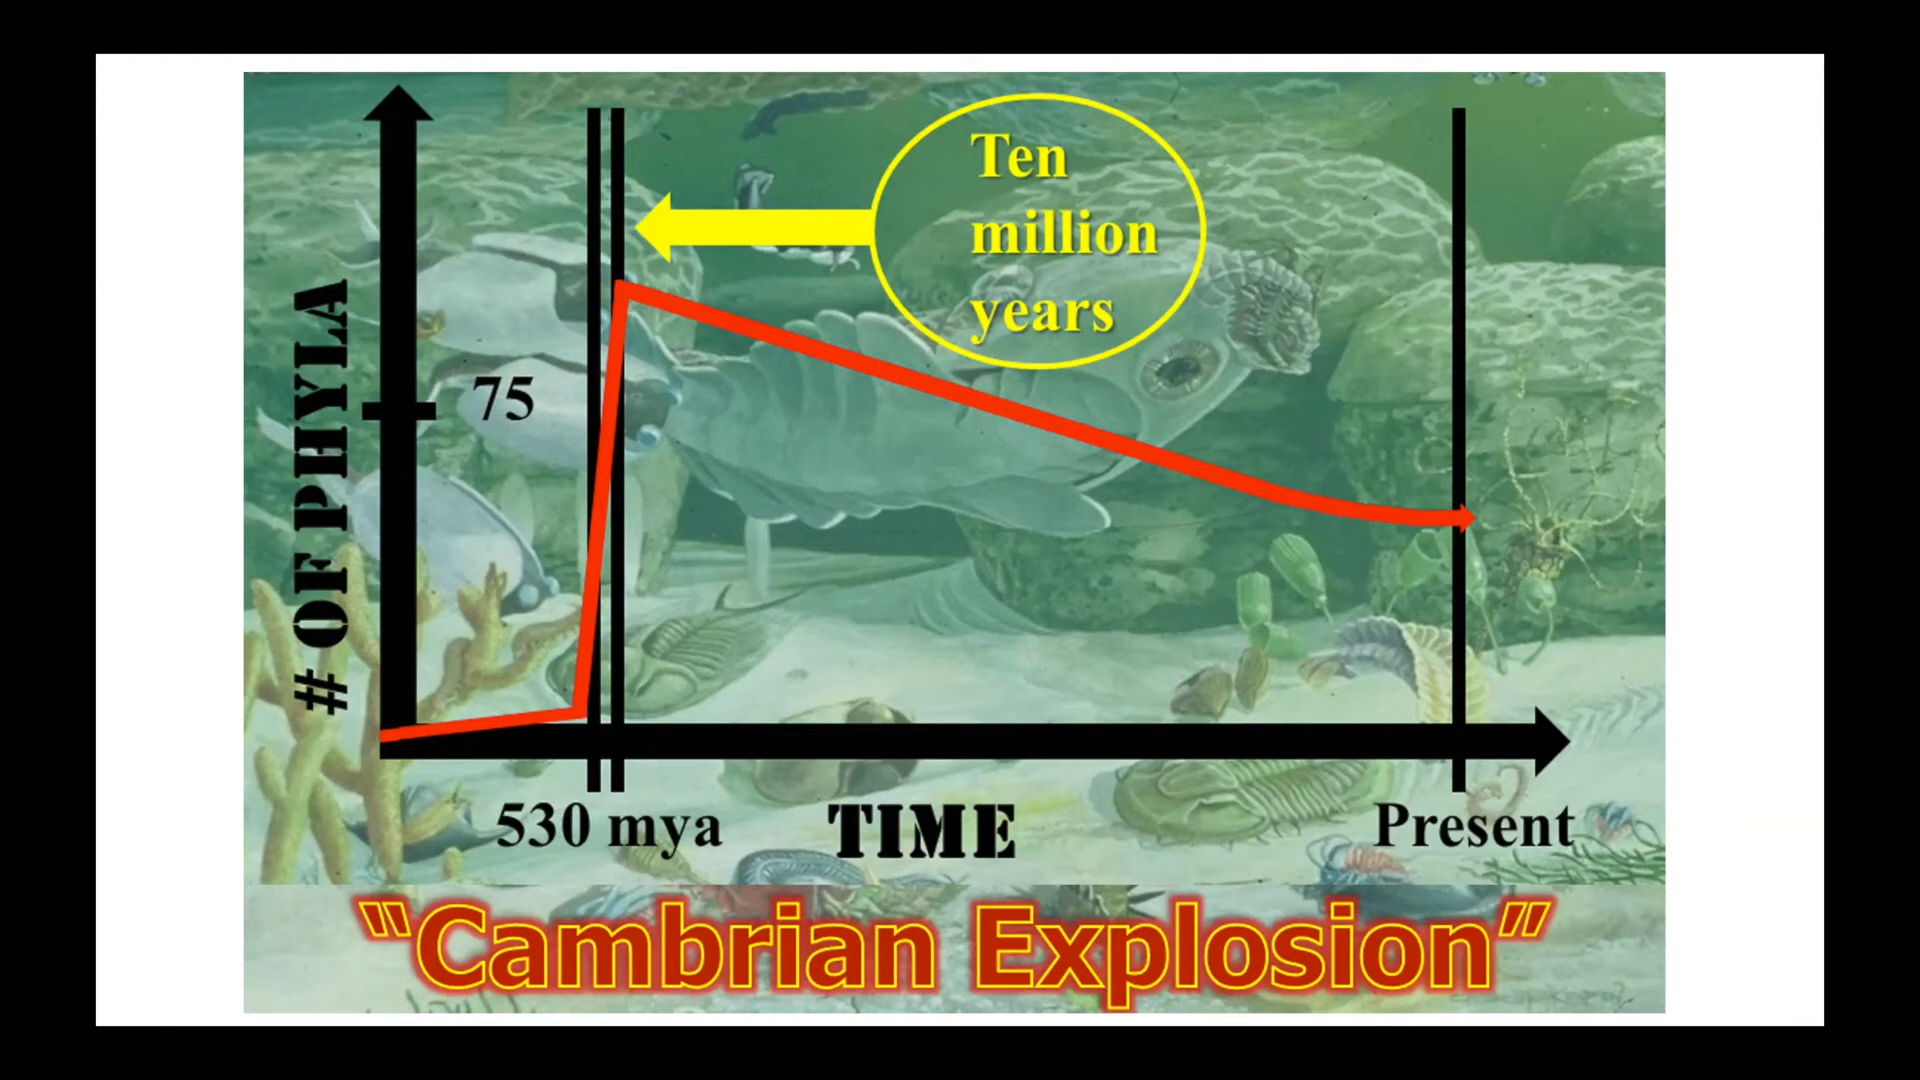 Ten
million
years
# OF PHYLA
75
530 mya
TIME
Present
“Cambrian Explosion”